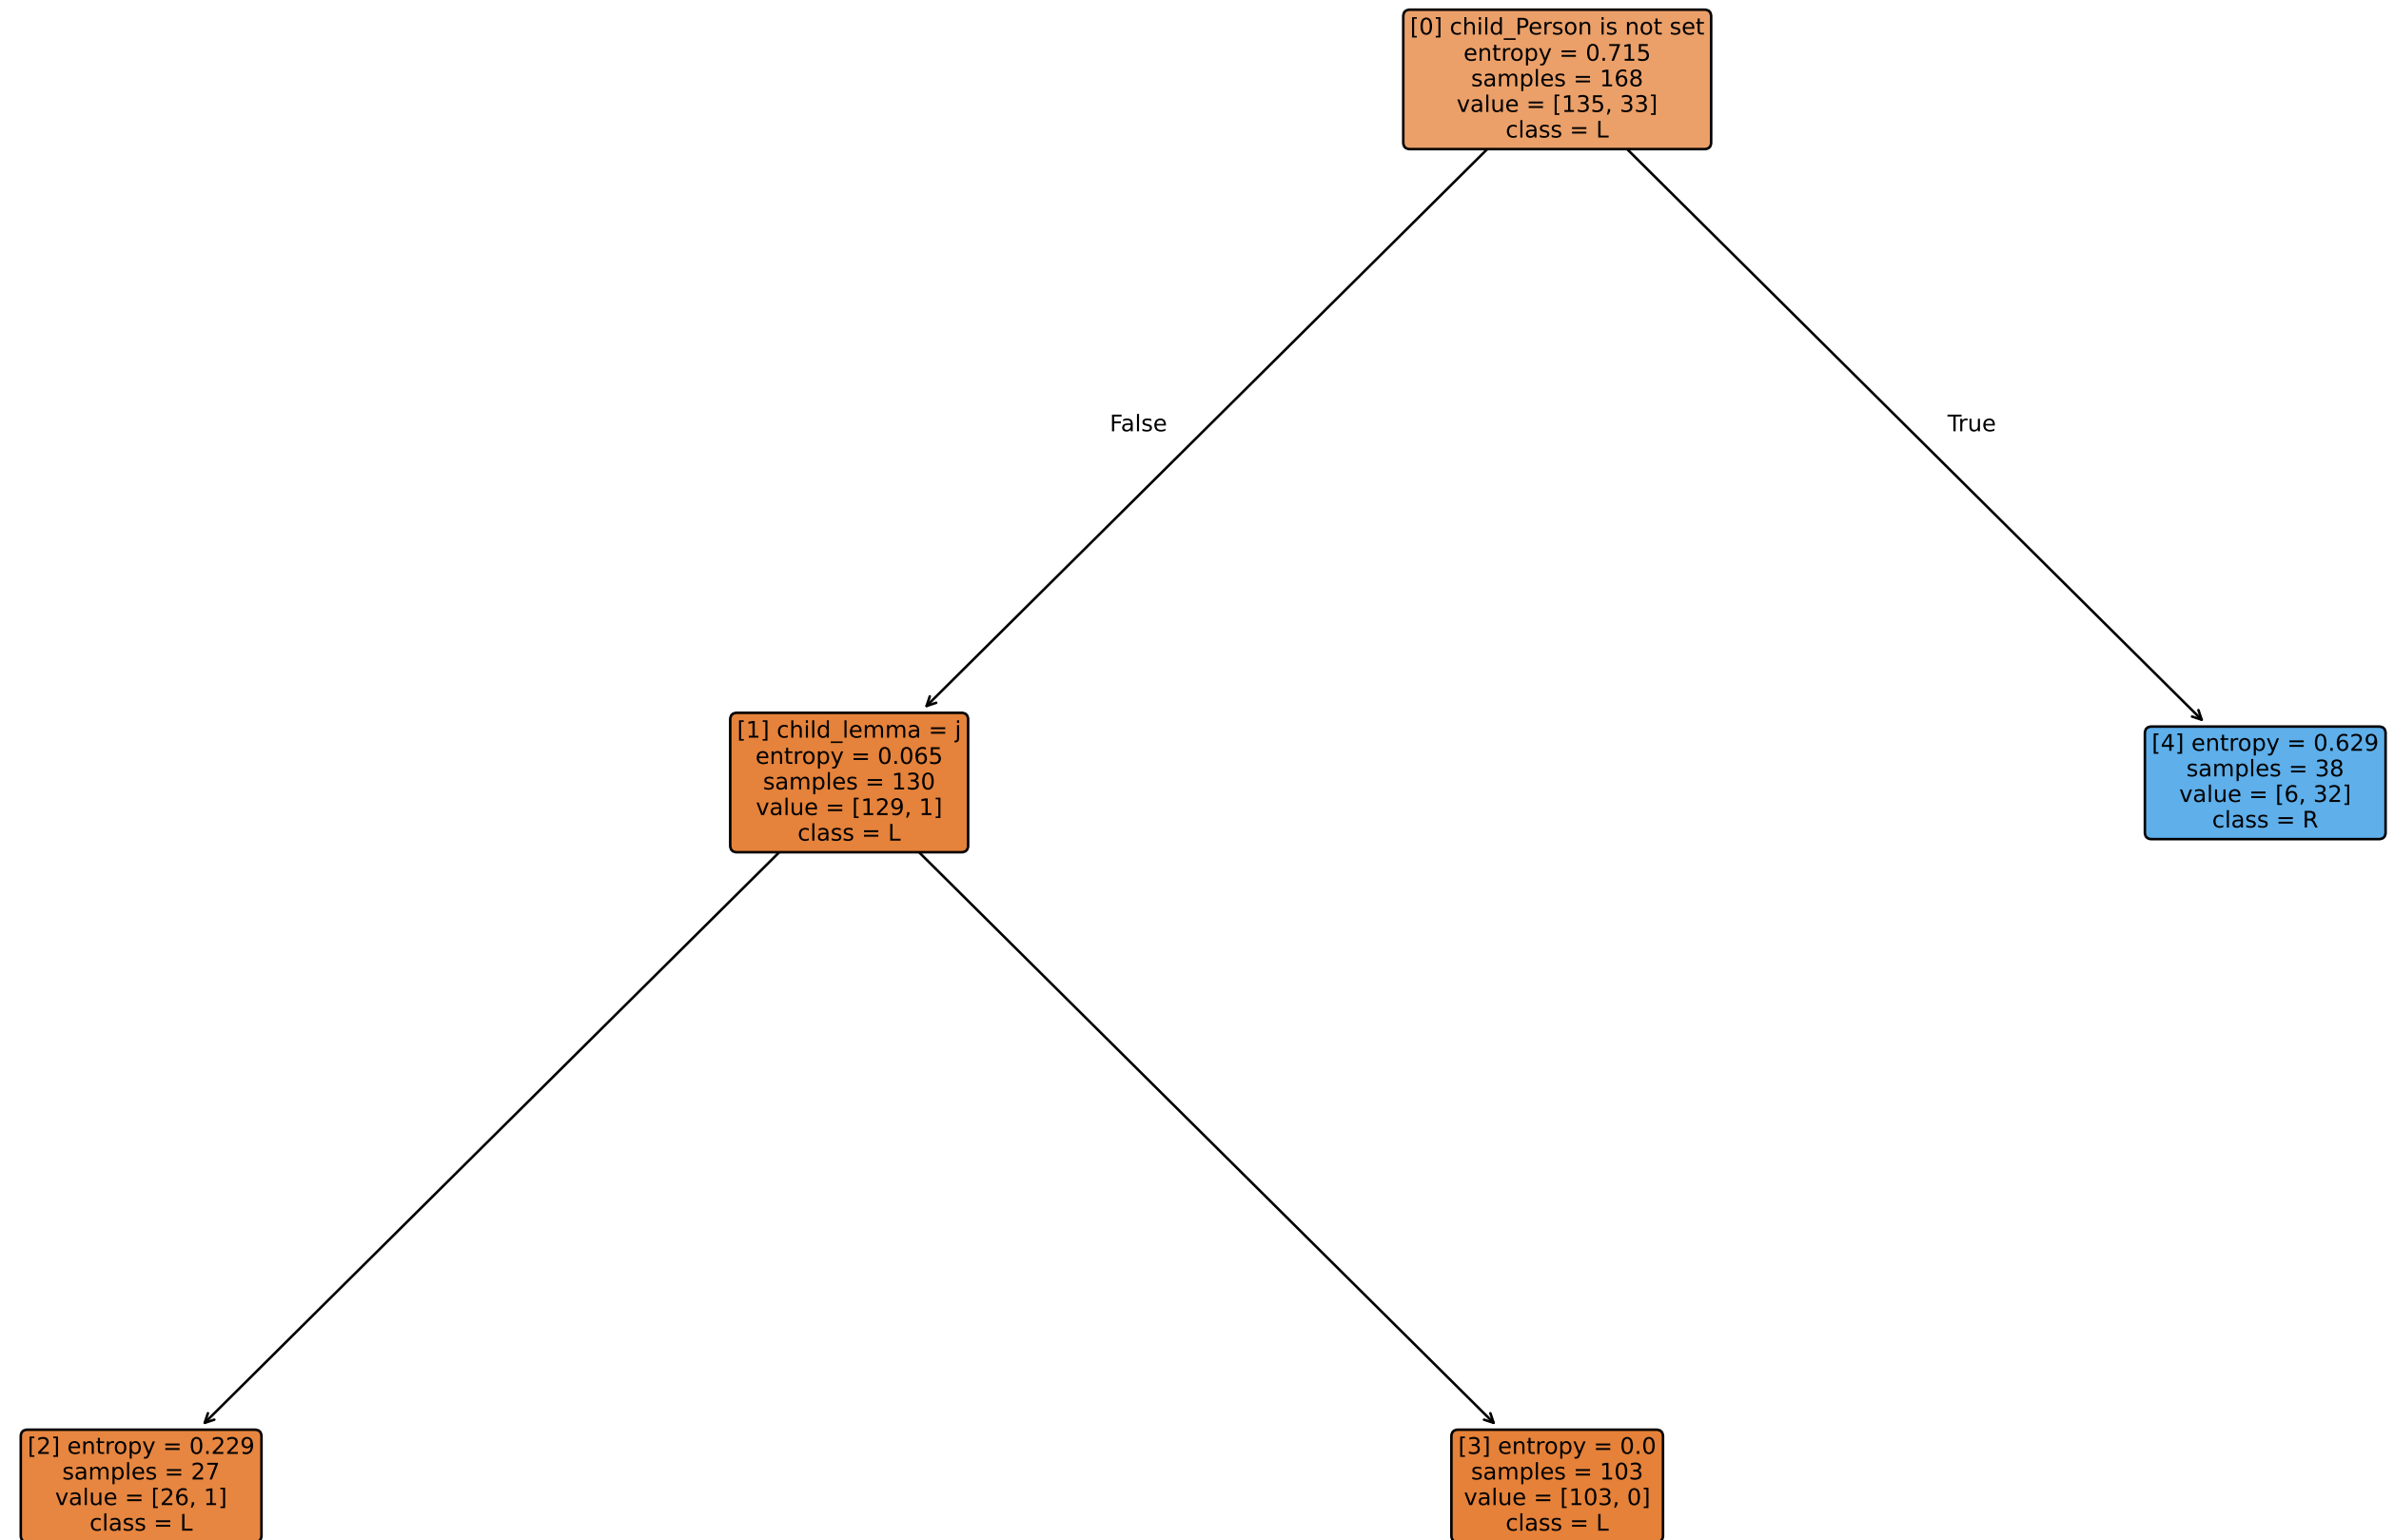 [0] child_Person is not set
entropy = 0.715
samples = 168
value = [135, 33]
class = L
False
True
[1] child_lemma = j
entropy = 0.065
samples = 130
value = [129, 1]
class = L
[4] entropy = 0.629
samples = 38
value = [6, 32]
class = R
[2] entropy = 0.229
samples = 27
value = [26, 1]
class = L
[3] entropy = 0.0
samples = 103
value = [103, 0]
class = L